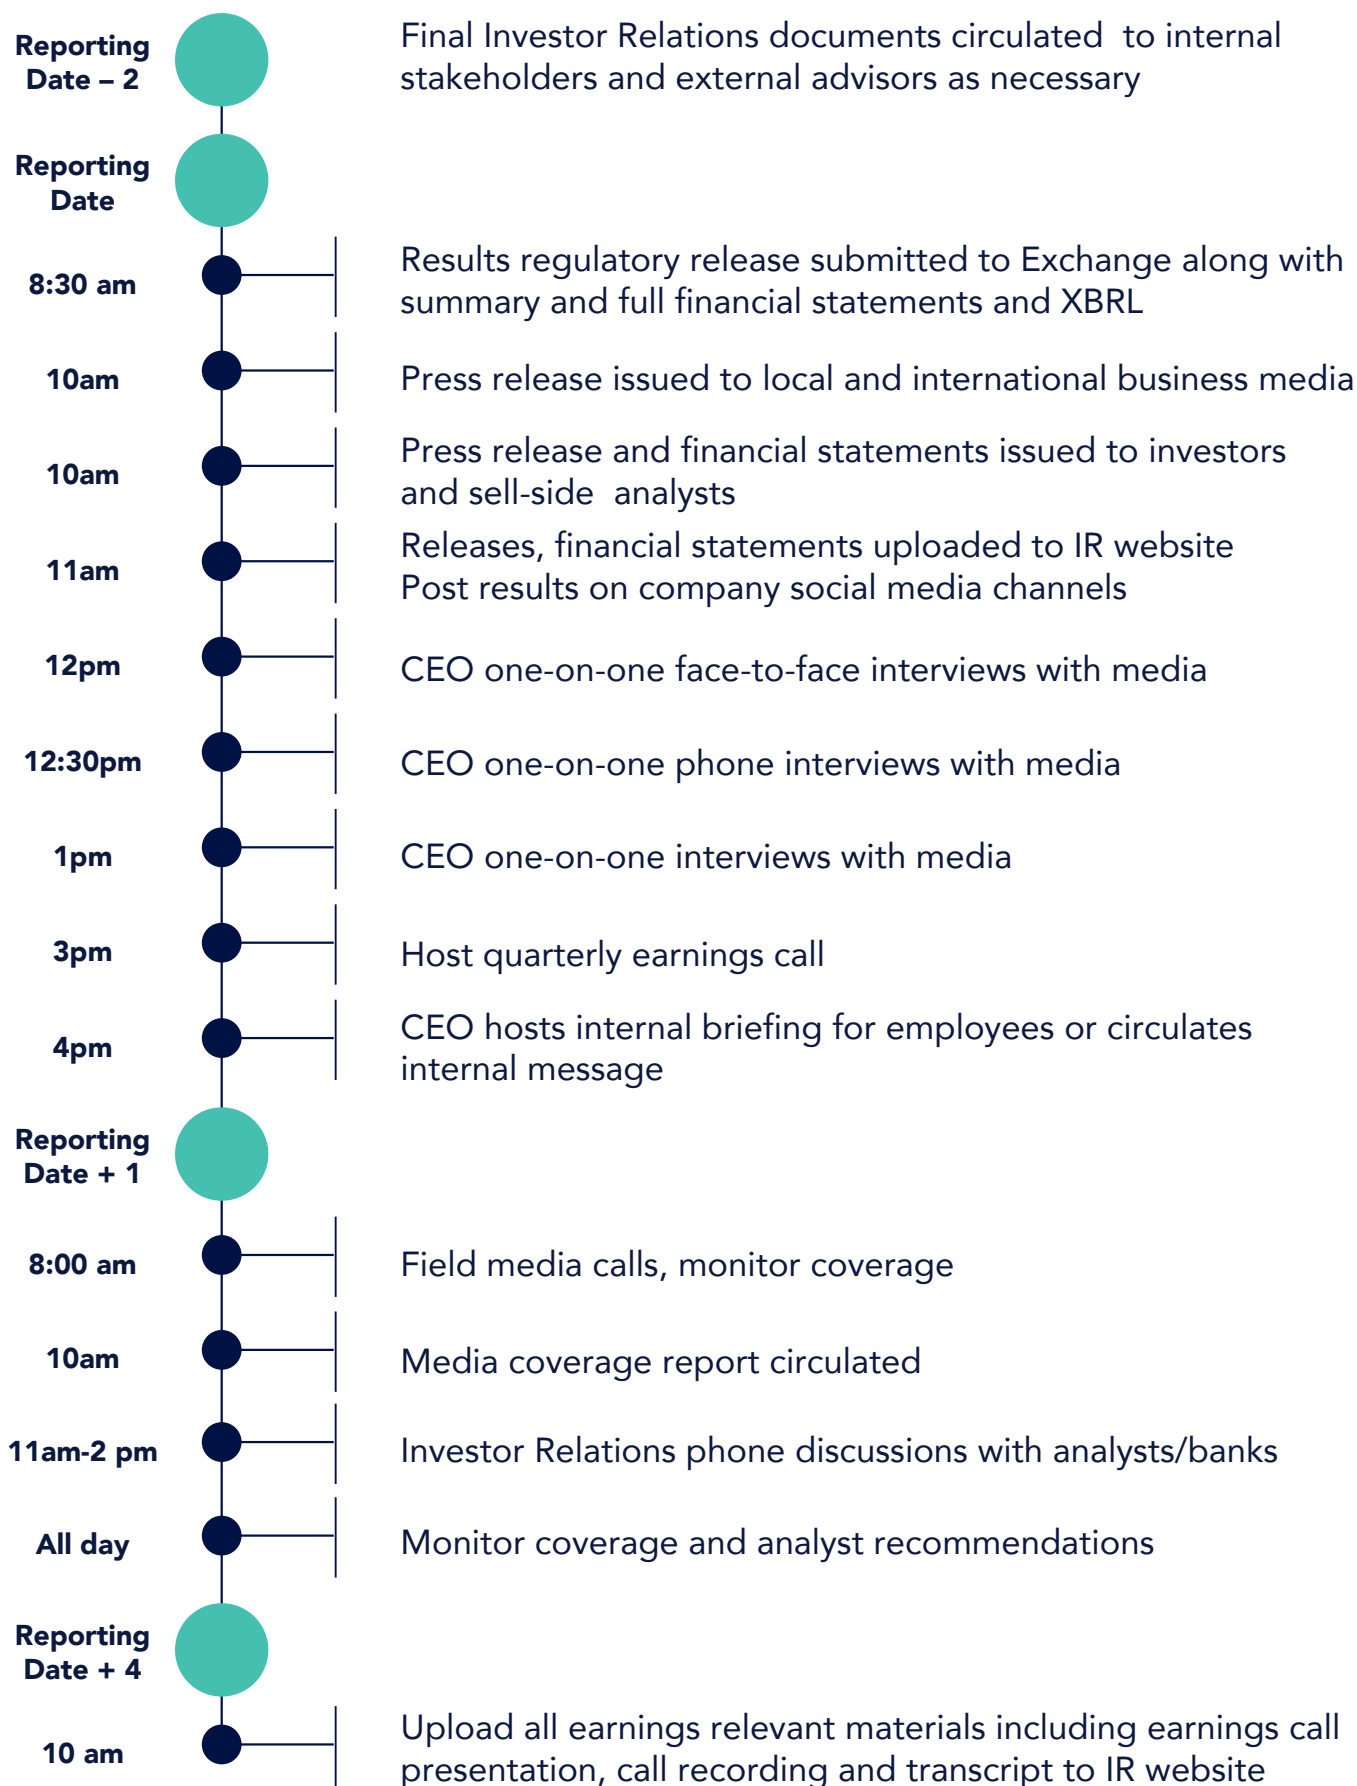 Reporting
Date – 2
Final Investor Relations documents circulated  to internal
stakeholders and external advisors as necessary
Reporting
Date
8:30 am
Results regulatory release submitted to Exchange along with
summary and full financial statements and XBRL
10am
Press release issued to local and international business media
10am
Press release and financial statements issued to investors
and sell-side  analysts
11am
Releases, financial statements uploaded to IR website
Post results on company social media channels
12pm
CEO one-on-one face-to-face interviews with media
12:30pm
CEO one-on-one phone interviews with media
1pm
CEO one-on-one interviews with media
3pm
Host quarterly earnings call
4pm
CEO hosts internal briefing for employees or circulates
internal message
Reporting
Date + 1
8:00 am
Field media calls, monitor coverage
10am
Media coverage report circulated
11am-2 pm
Investor Relations phone discussions with analysts/banks
All day
Monitor coverage and analyst recommendations
Reporting
Date + 4
10 am
Upload all earnings relevant materials including earnings call
presentation, call recording and transcript to IR website